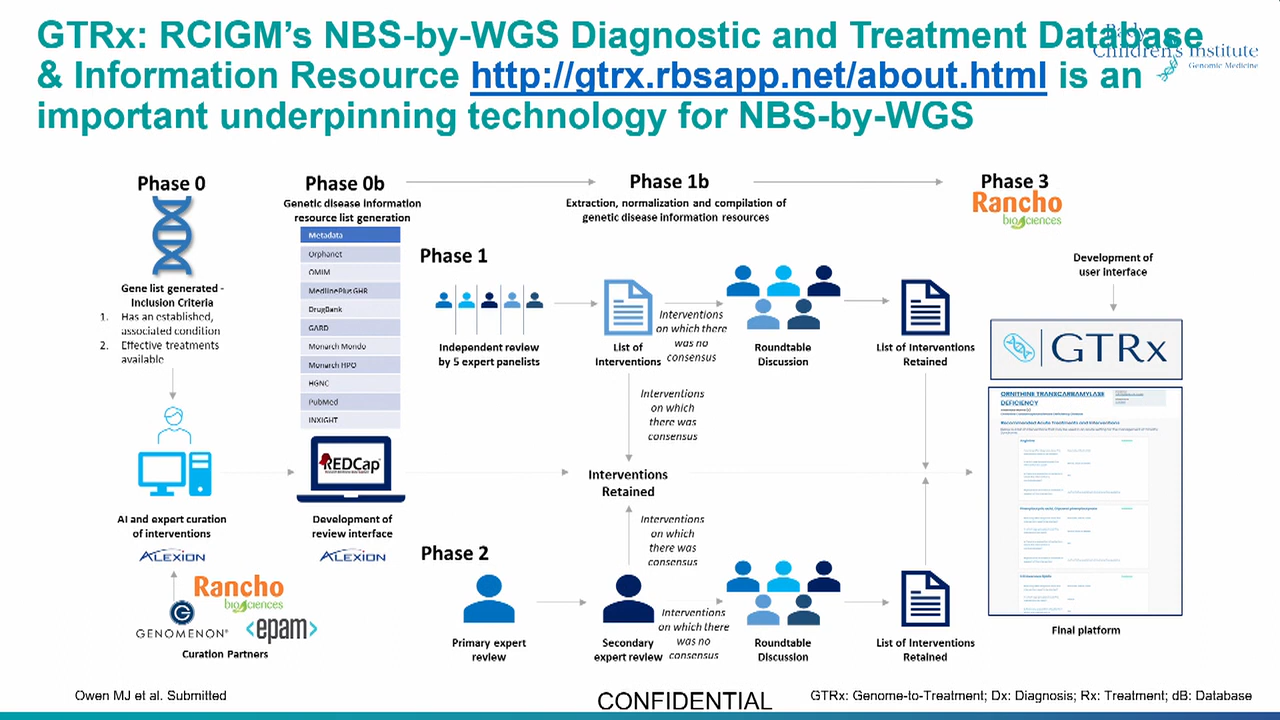 GTRx: RCIGM's NBS-by-WGS Diagnostic and Treatment Database
& Information Resource http://gtrx.rbsapp.net/about.html is an
important underpinning technology for NBS-by-WGS
Rady
Children's Institute
Genomic Medicine
Phase 0
Gene list generated -
Inclusion Criteria
1. Has an established,
associated condition
2. Effective treatments
available
AI and expert curation
of interventions
ALEXION
Rancho
biosciences
GENOMENON®
<epam>
Curation Partners
Phase 0b
Genetic disease information
resource list generation
Metadata
Orphanet
OMIM
MedlinePlus GHR
DrugBank
GARD
Monarch Mondo
Monarch HPO
HGNC
PubMed
INXIGHT
REDCap
Development of
review interface
ALEXION
Phase 1b
Extraction, normalization and compilation of
genetic disease information resources
Phase 1
Independent review
by 5 expert panelists
List of
Interventions
Interventions
on which there
was no
consensus
Roundtable
Discussion
List of Interventions
Retained
Interventions
on which
there was
consensus
Interventions
Retained
Interventions
on which
there was
consensus
Phase 2
Primary expert
review
Secondary
expert review
Interventions
on which there
was no
consensus
Roundtable
Discussion
List of Interventions
Retained
Phase 3
Rancho
biosciences
Development of
user interface
GTRx
ORNITHINE TRANSCARBAMYLASE
DEFICIENCY
Recommended Acute Treatments and Interventions
Final platform
Owen MJ et al. Submitted
CONFIDENTIAL
GTRx: Genome-to-Treatment; Dx: Diagnosis; Rx: Treatment; dB: Database